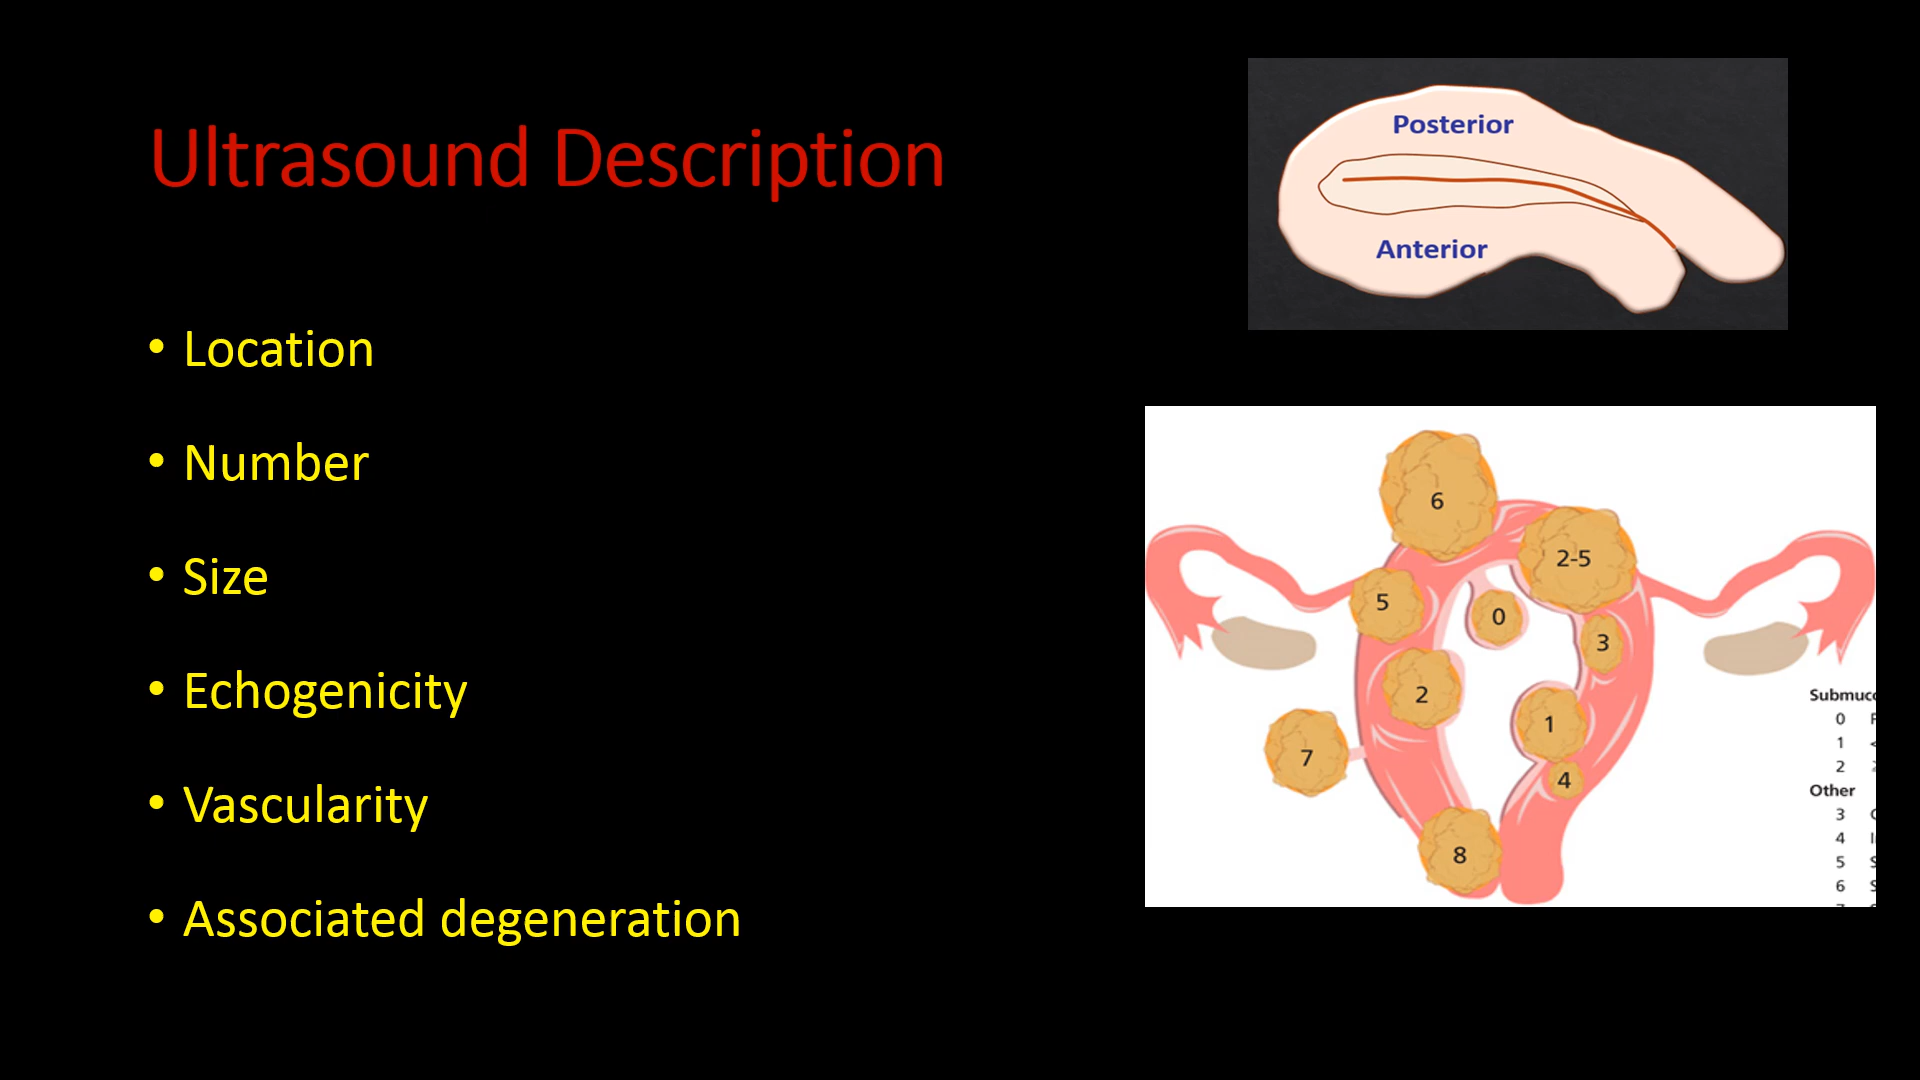 Ultrasound Description
• Location
• Number
• Size
• Echogenicity
• Vascularity
• Associated degeneration
Posterior
Anterior
6
2-5
5
0
3
2
1
7
4
8
0
1
2
Other
3
4
5
6